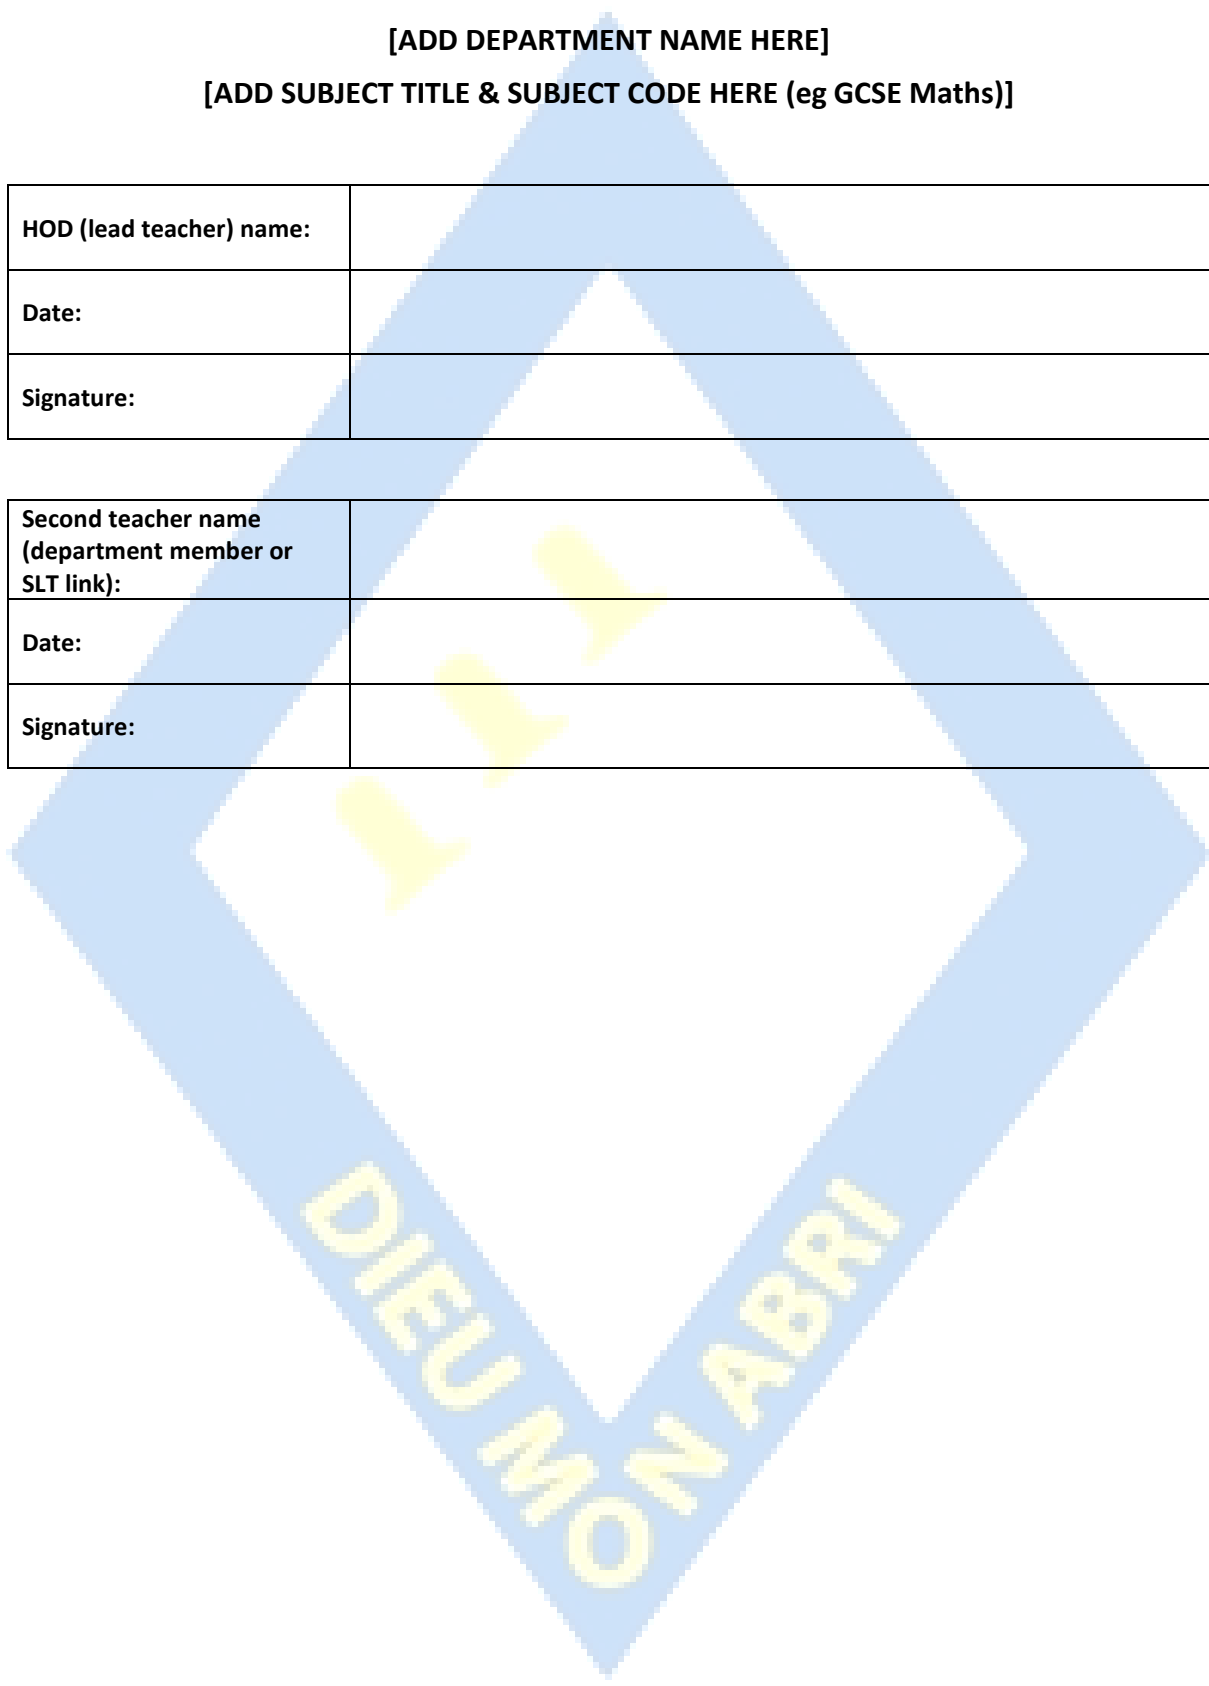 [ADD DEPARTMENT NAME HERE]
[ADD SUBJECT TITLE & SUBJECT CODE HERE (eg GCSE Maths)]
HOD (lead teacher) name:
Date:
Signature:
Second teacher name
(department member or
SLT link):
Date:
Signature:
DIEU MON ABRI